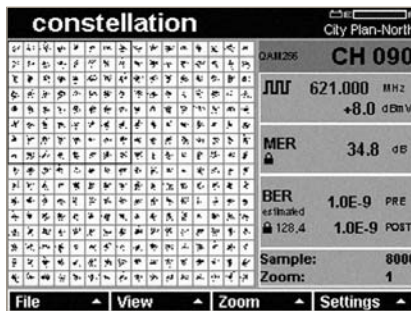 constellation
City Plan-North
QAM256 CH 090
621.000 MHz
+8.0 dBmV
MER 34.8 dB
BER 1.0E-9 PRE
estimated
128,4 1.0E-9 POST
Sample: 8000
Zoom: 1
File View Zoom Settings